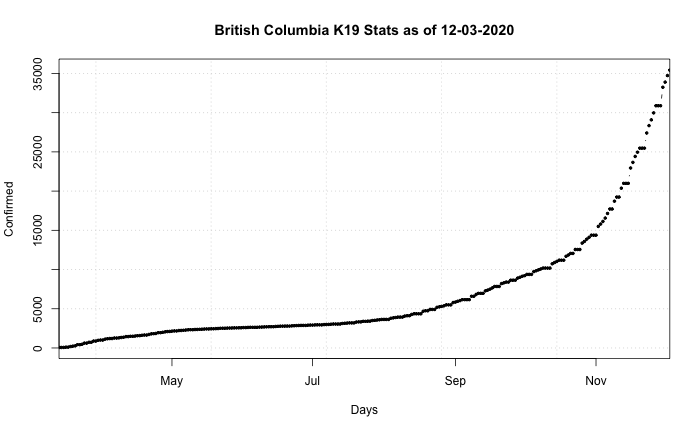 British Columbia K19 Stats as of 12-03-2020
Confirmed
35000
25000
15000
5000
0
May
Jul
Sep
Nov
Days